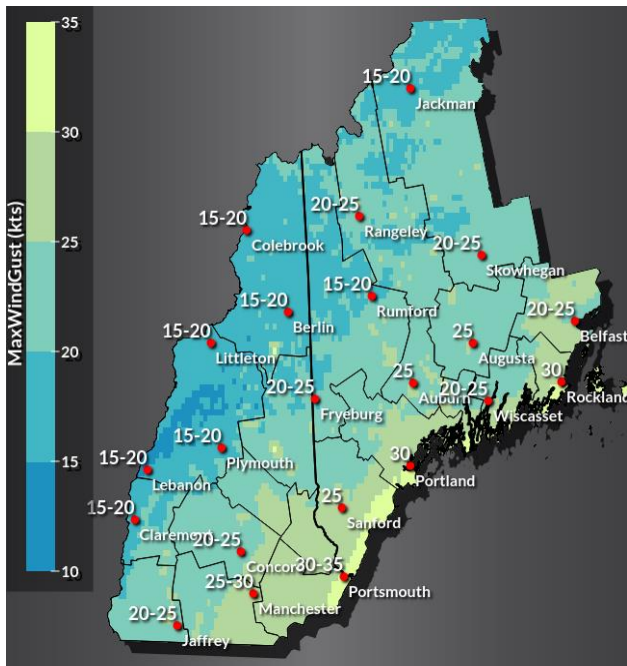 35
30
25
20
15
10
MaxWindGust (kts)
15-20
Jackman
20-25
Rangeley
15-20
Colebrook
20-25
Skowhegan
15-20
Rumford
15-20
Berlin
20-25
Belfast
15-20
Littleton
25
Augusta
25
Auburn
30
Rockland
20-25
Fryeburg
20-25
Wiscasset
15-20
Plymouth
15-20
Lebanon
30
Portland
25
Sanford
15-20
Claremont
20-25
Concord
30-35
Portsmouth
25-30
Manchester
20-25
Jaffrey